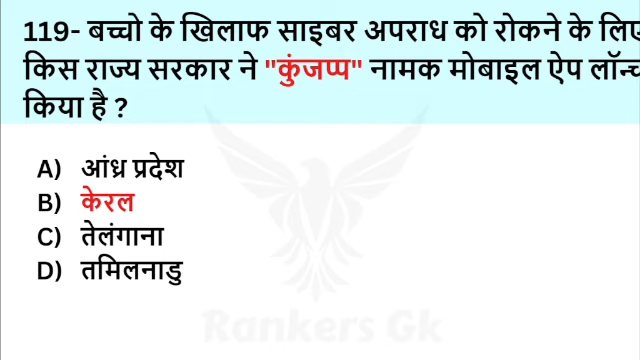 119- बच्चो के खिलाफ साइबर अपराध को रोकने के
किस राज्य सरकार ने "कुंजप्प" नामक मोबाइल ऐप
किया है ?
A) आंध्र प्रदेश
B) केरल
C) तेलंगाना
D) तमिलनाडु
Rankers Gk